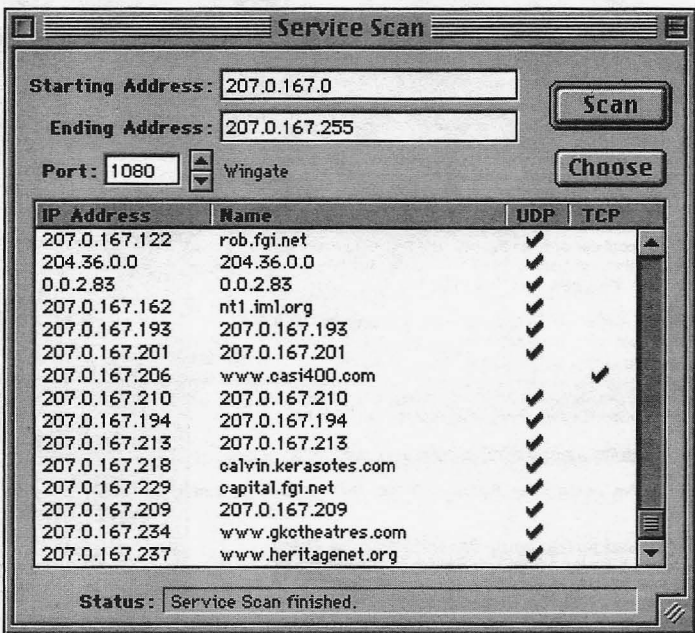 Service Scan
Starting Address: 207.0.167.0
Scan
Ending Address: 207.0.167.255
Port: 1080 Wingate
Choose
IP Address Name UDP TCP
207.0.167.122 rob.fgi.net
204.36.0.0 204.36.0.0
0.0.2.83 0.0.2.83
207.0.167.162 nt1.iml.org
207.0.167.193 207.0.167.193
207.0.167.201 207.0.167.201
207.0.167.206 www.casi400.com
207.0.167.210 207.0.167.210
207.0.167.194 207.0.167.194
207.0.167.213 207.0.167.213
207.0.167.218 calvin.kerasotes.com
207.0.167.229 capital.fgi.net
207.0.167.209 207.0.167.209
207.0.167.234 www.gkctheatres.com
207.0.167.237 www.heritagenet.org
Status: Service Scan finished.